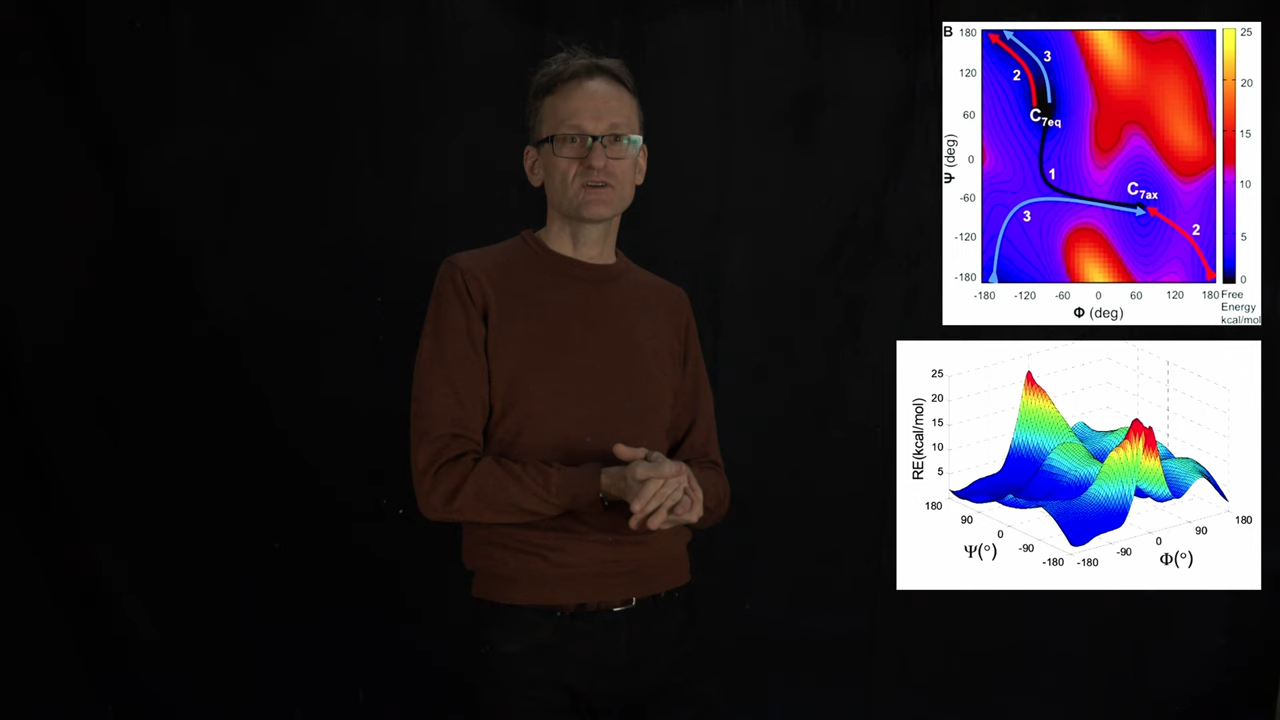 B
180
120
60
0
-60
-120
-180
Ψ (deg)
-180 -120 -60 0 60 120 180
Φ (deg)
3
2
C7eq
1
C7ax
3
2
25
20
15
10
5
0
Free
Energy
kcal/mol
25
20
15
10
5
RE(kcal/mol)
180
90
0
-90
-180
Ψ(°)
-180
-90
0
90
180
Φ(°)